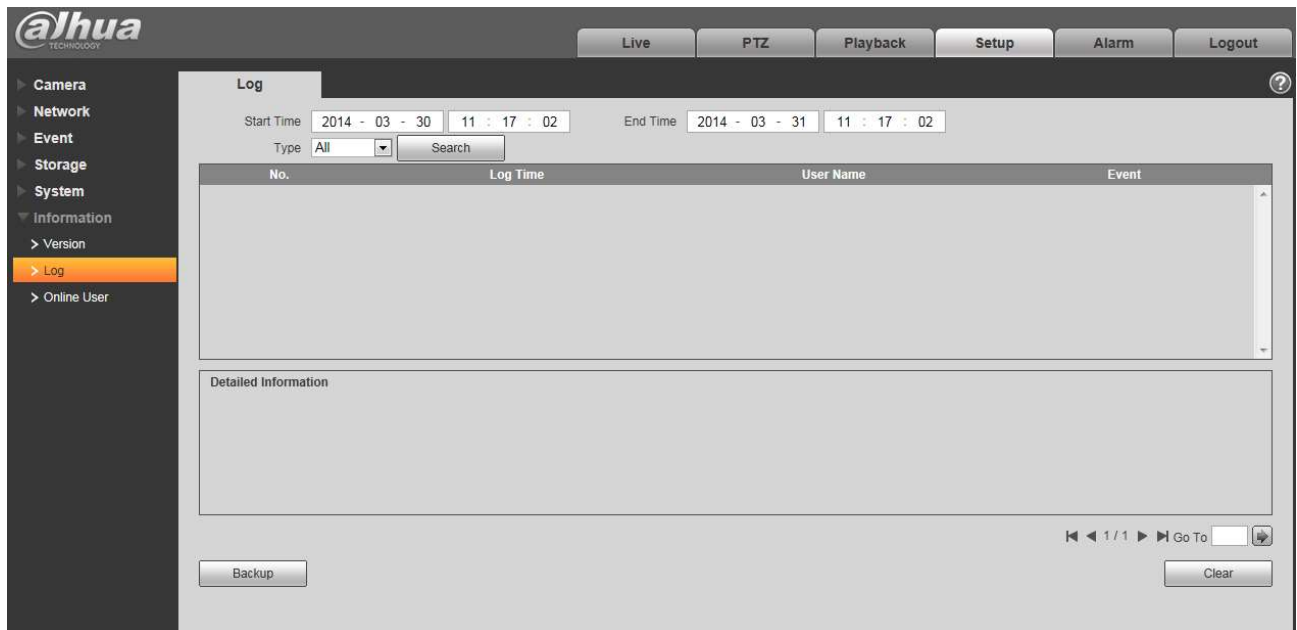 alhua
TECHNOLOGY
Live PTZ Playback Setup Alarm Logout
Camera
Network
Event
Storage
System
Information
> Version
> Log
> Online User
Log ?
Start Time 2014 - 03 - 30 11 : 17 : 02 End Time 2014 - 03 - 31 11 : 17 : 02
Type All Search
No. Log Time User Name Event
Detailed Information
1 / 1 Go To
Backup Clear